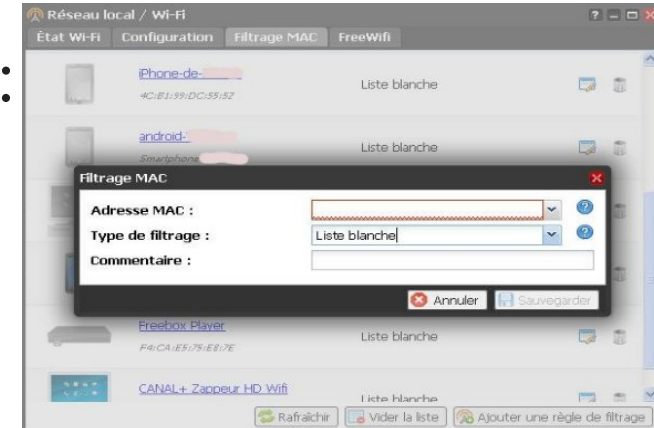 Réseau local / Wi-Fi
État Wi-Fi Configuration Filtrage MAC FreeWifi
iPhone-de-
4C:B1:99:DC:55:52
Liste blanche
android-
Smartphone
Liste blanche
Filtrage MAC
Adresse MAC :
Type de filtrage : Liste blanche
Commentaire :
Annuler Sauvegarder
Freebox Player
F4:CA:E5:75:E8:7E
Liste blanche
CANAL+ Zappeur HD Wifi
Liste blanche
Rafraîchir Vider la liste Ajouter une règle de filtrage